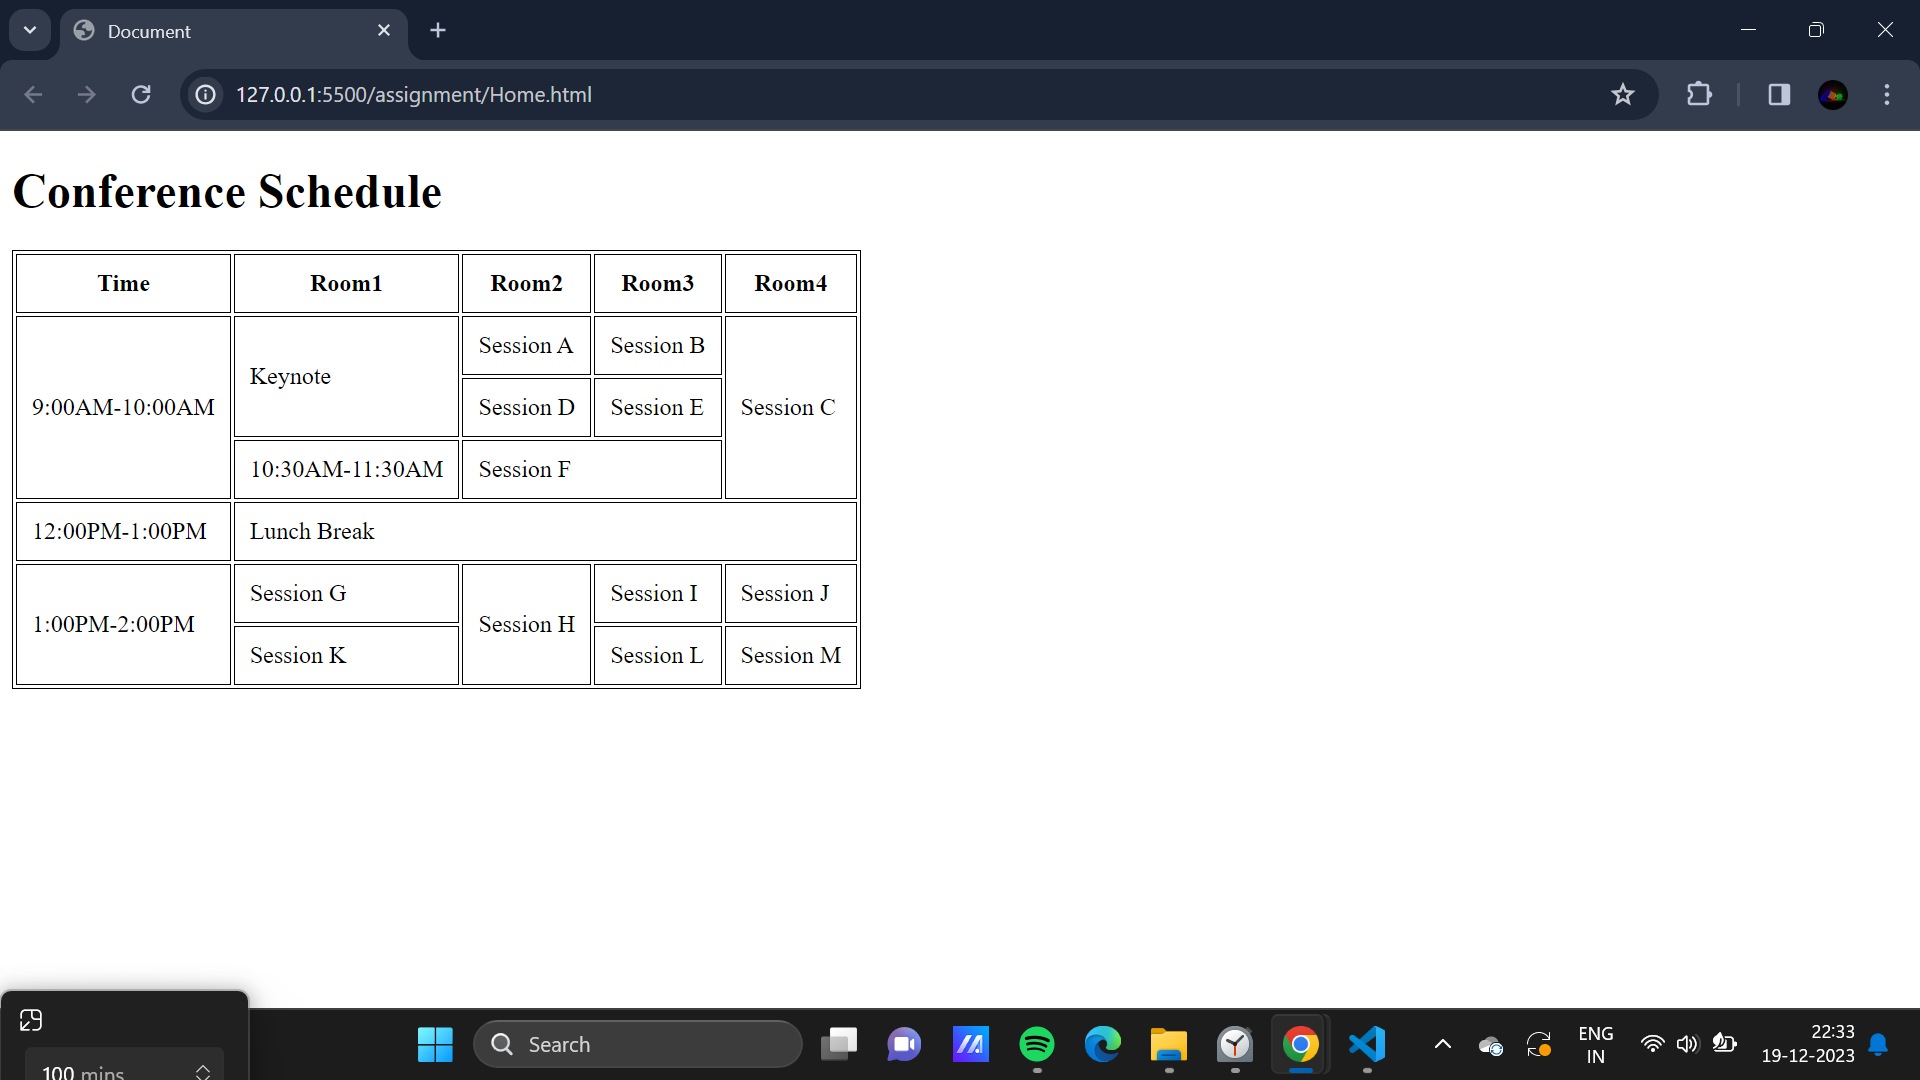 Document
127.0.0.1:5500/assignment/Home.html
Conference Schedule
Time Room1 Room2 Room3 Room4
9:00AM-10:00AM Keynote Session A Session B Session C
Session D Session E
10:30AM-11:30AM Session F
12:00PM-1:00PM Lunch Break
1:00PM-2:00PM Session G Session H Session I Session J
Session K Session L Session M
100 mins
Search
ENG
IN
22:33
19-12-2023